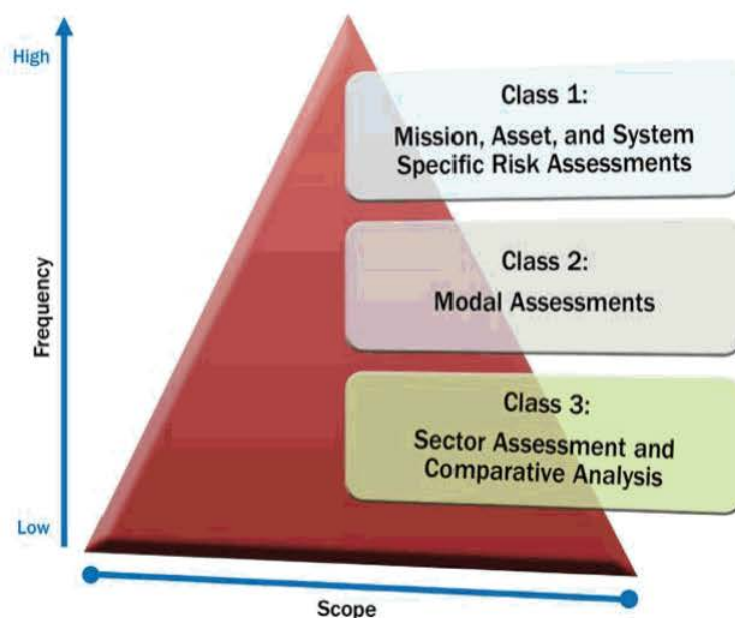 High
Class 1:
Mission, Asset, and System
Specific Risk Assessments
Class 2:
Modal Assessments
Frequency
Class 3:
Sector Assessment and
Comparative Analysis
Low
Scope